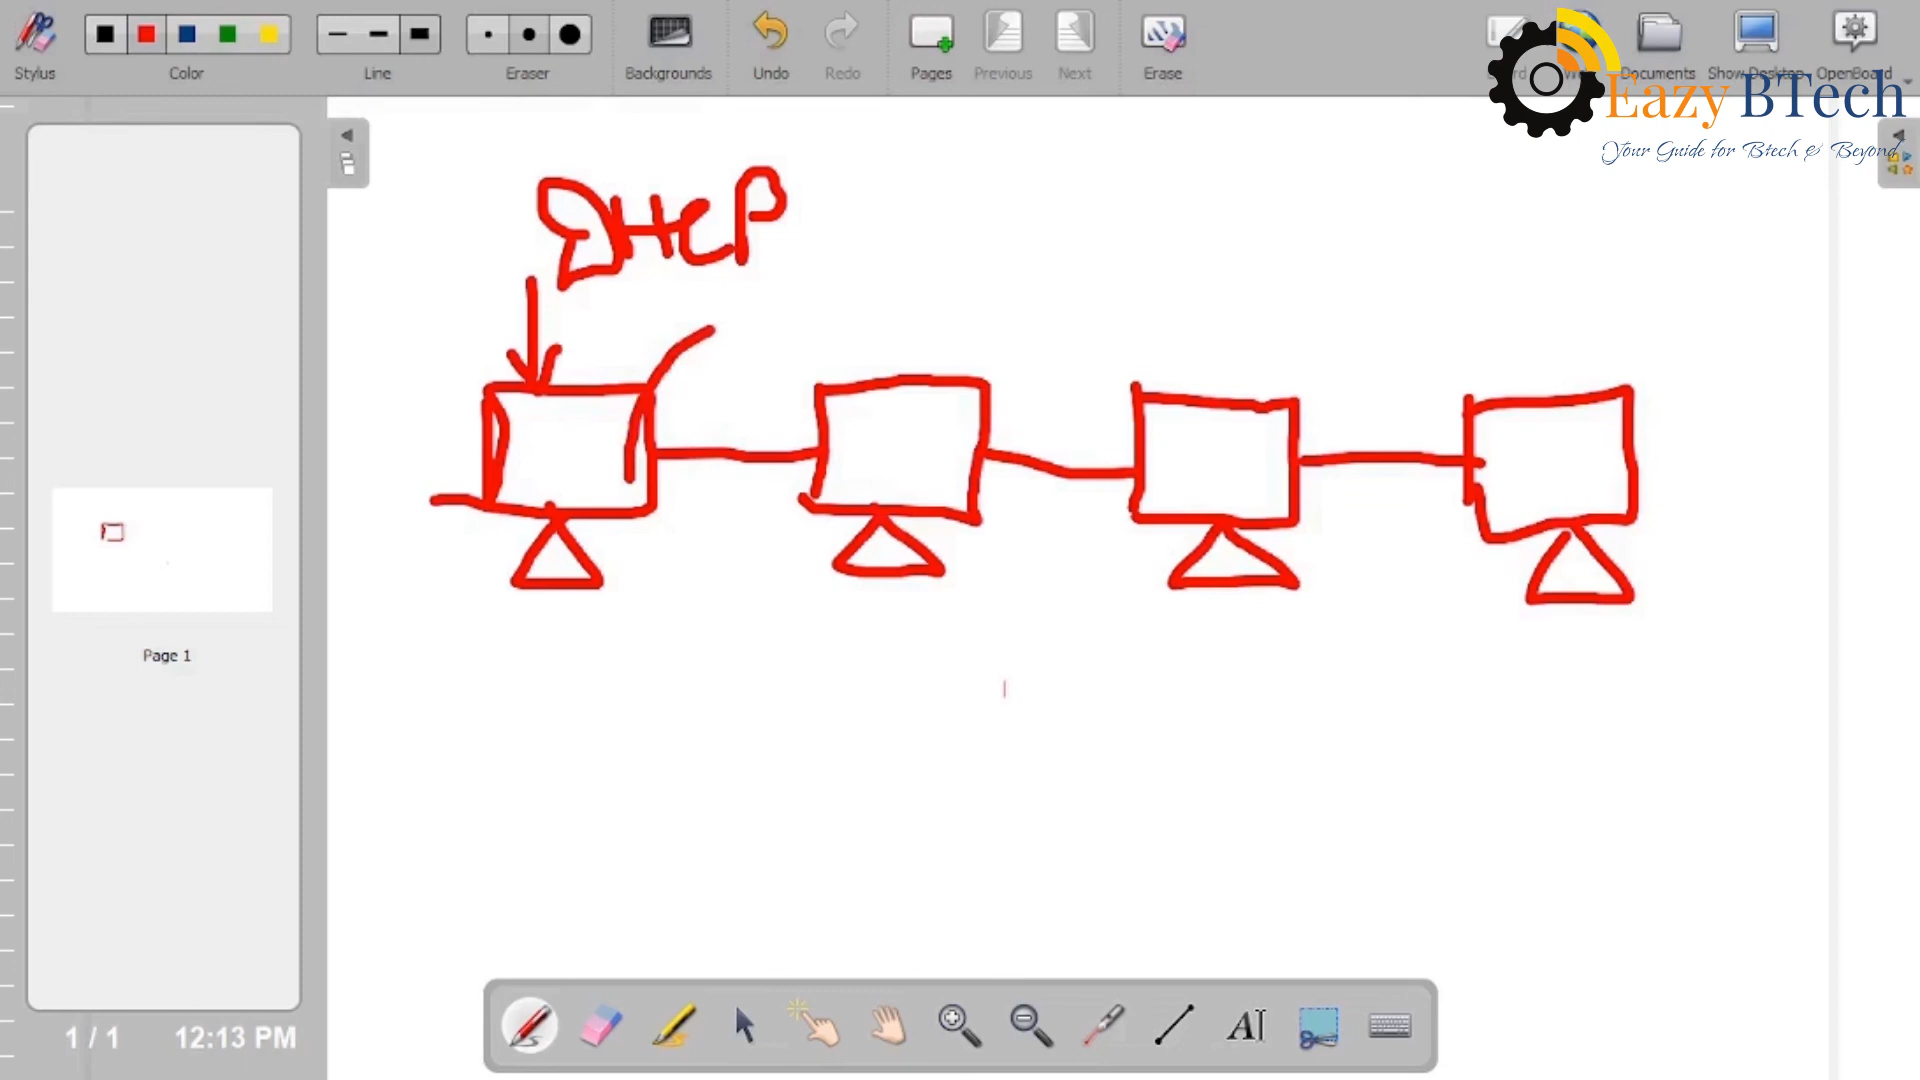 Stylus
Color
Line
Eraser
Backgrounds
Undo
Redo
Pages
Previous
Next
Erase
Documents
Show Desktop
OpenBoard
Eazy BTech
Your Guide for Btech & Beyond
DHCP
Page 1
1 / 1
12:13 PM
AI